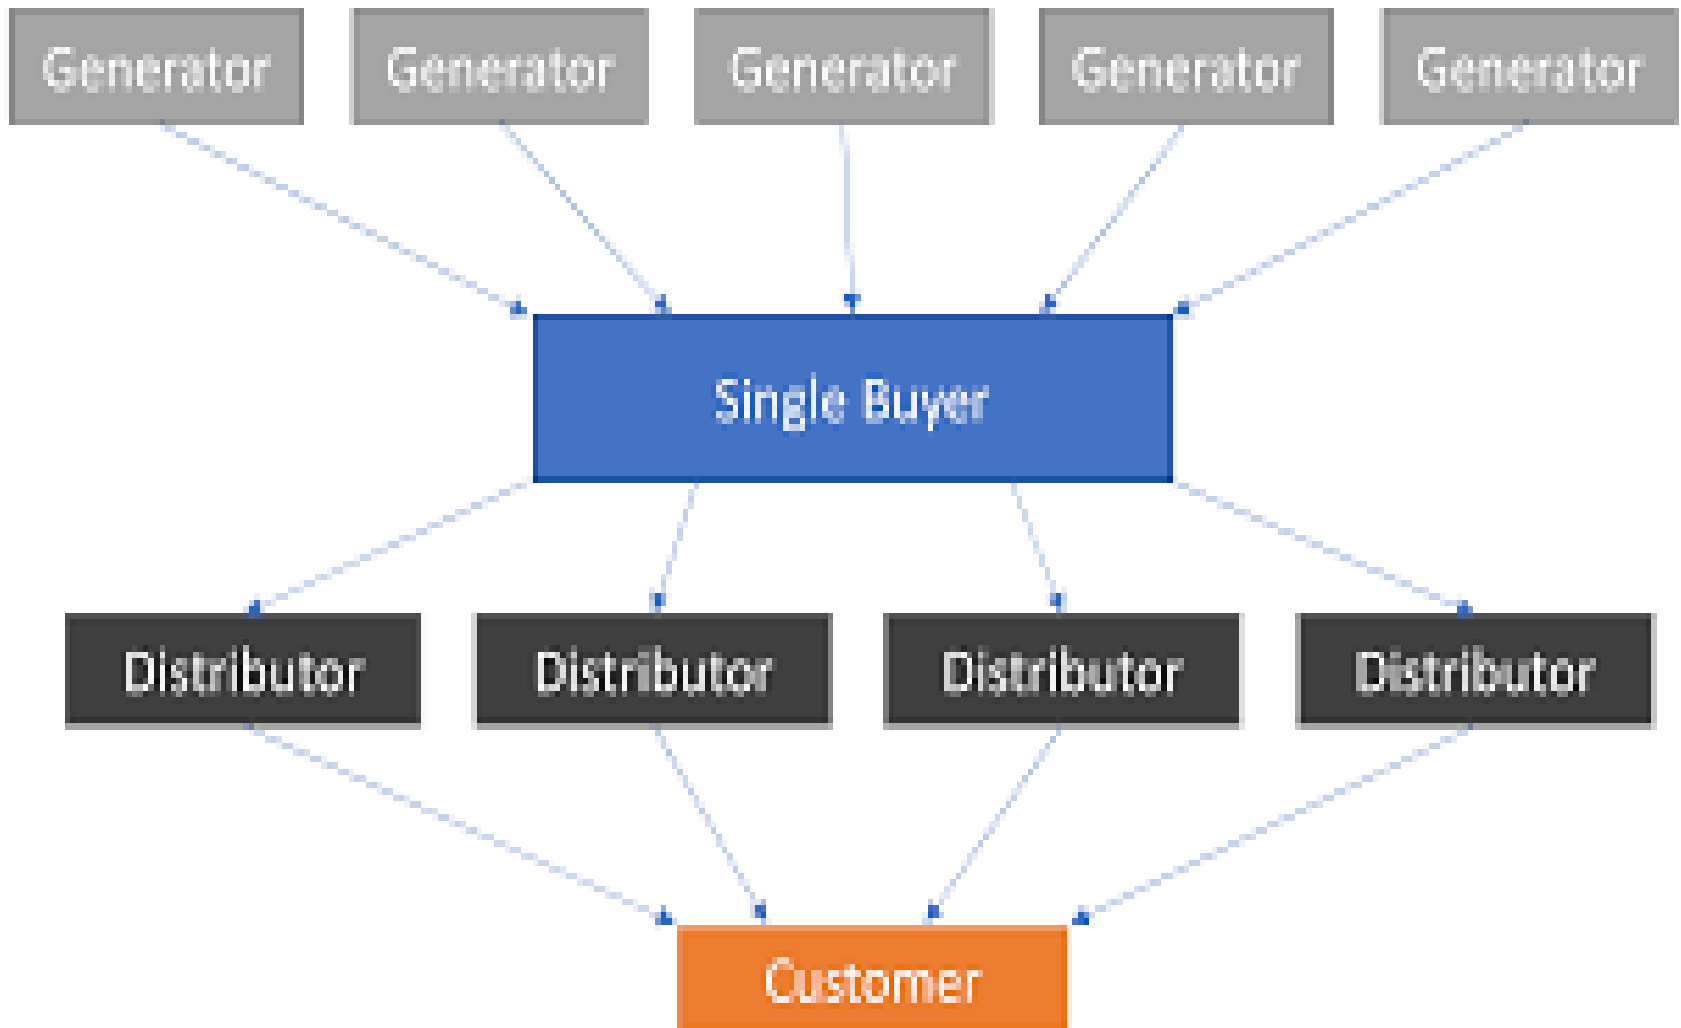 Generator
Generator
Generator
Generator
Generator
Single Buyer
Distributor
Distributor
Distributor
Distributor
Customer